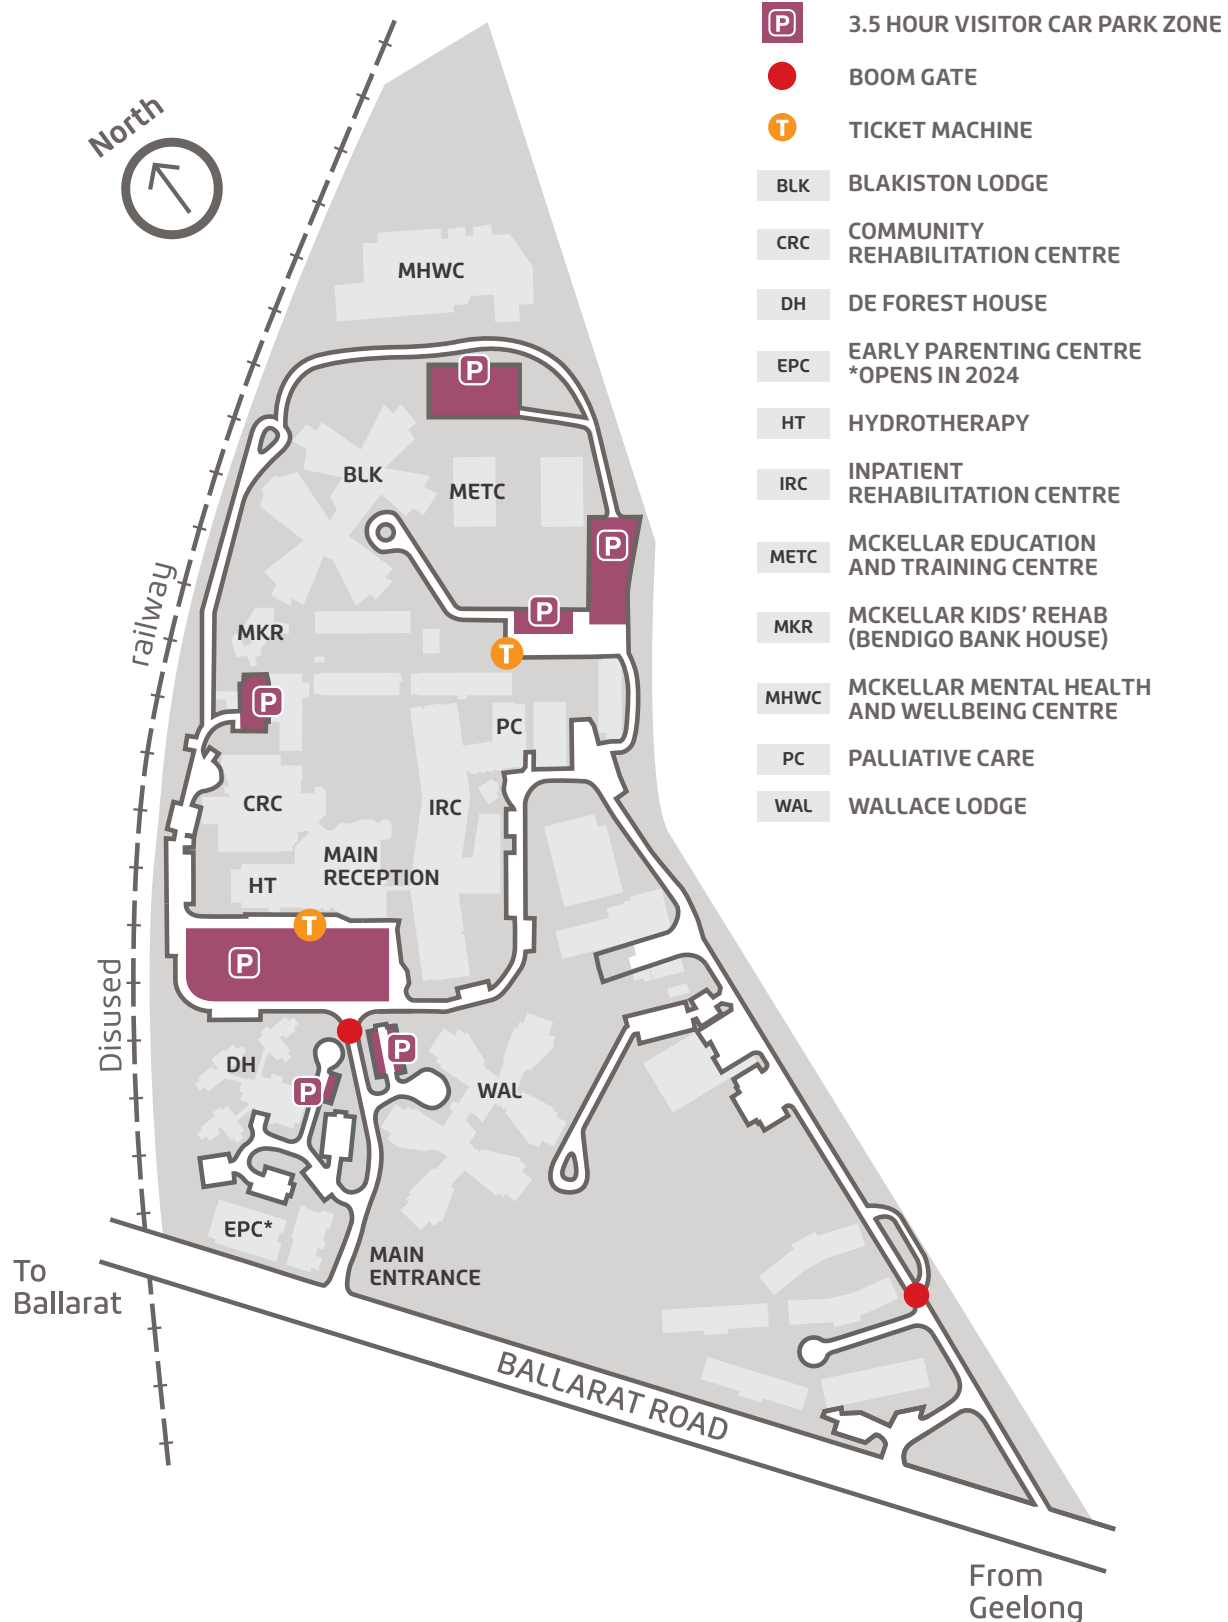 P 3.5 HOUR VISITOR CAR PARK ZONE
BOOM GATE
T TICKET MACHINE
BLK BLAKISTON LODGE
CRC COMMUNITY
REHABILITATION CENTRE
DH DE FOREST HOUSE
EPC EARLY PARENTING CENTRE
*OPENS IN 2024
HT HYDROTHERAPY
IRC INPATIENT
REHABILITATION CENTRE
METC MCKELLAR EDUCATION
AND TRAINING CENTRE
MKR MCKELLAR KIDS’ REHAB
(BENDIGO BANK HOUSE)
MHWC MCKELLAR MENTAL HEALTH
AND WELLBEING CENTRE
PC PALLIATIVE CARE
WAL WALLACE LODGE
North
MHWC
P
BLK
METC
P
P
MKR
T
P
PC
CRC
IRC
MAIN
RECEPTION
HT
T
P
P
DH
P
WAL
EPC*
MAIN
ENTRANCE
Disused railway
To
Ballarat
BALLARAT ROAD
From
Geelong